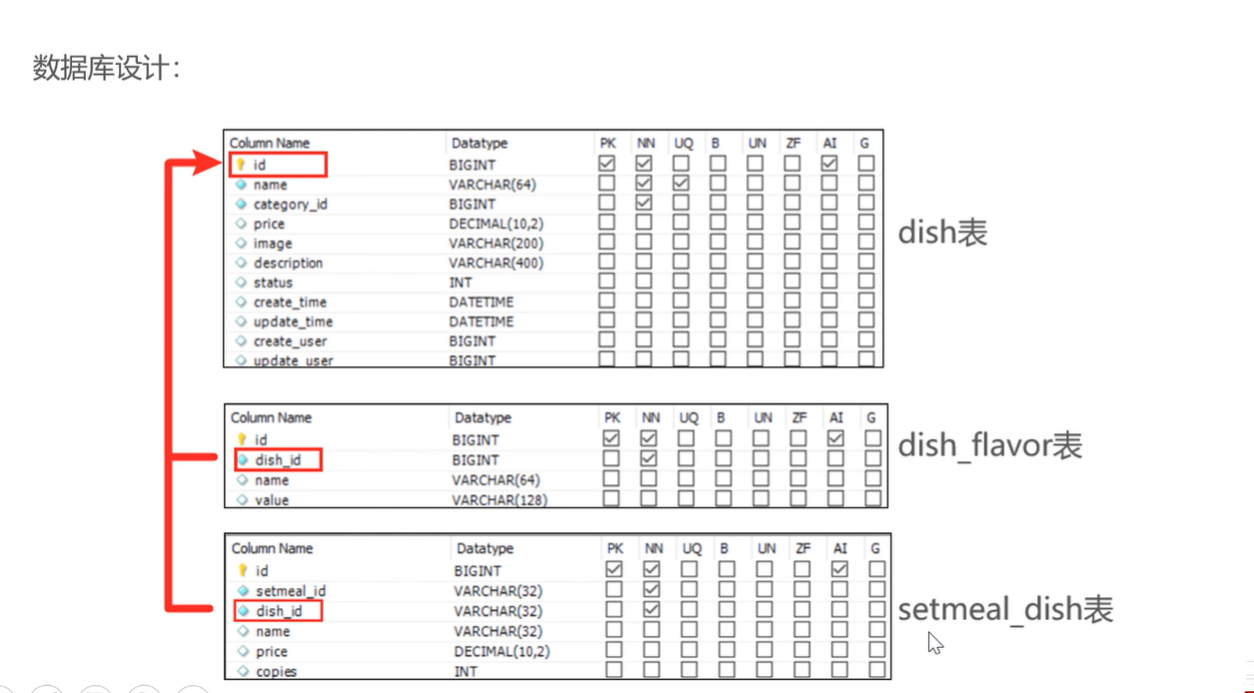 数据库设计：
Column Name Datatype PK NN UQ B UN ZF AI G
id BIGINT
name VARCHAR(64)
category_id BIGINT
price DECIMAL(10,2)
image VARCHAR(200)
description VARCHAR(400)
status INT
create_time DATETIME
update_time DATETIME
create_user BIGINT
update_user BIGINT
dish表
Column Name Datatype PK NN UQ B UN ZF AI G
id BIGINT
dish_id BIGINT
name VARCHAR(64)
value VARCHAR(128)
dish_flavor表
Column Name Datatype PK NN UQ B UN ZF AI G
id BIGINT
setmeal_id VARCHAR(32)
dish_id VARCHAR(32)
name VARCHAR(32)
price DECIMAL(10,2)
copies INT
setmeal_dish表